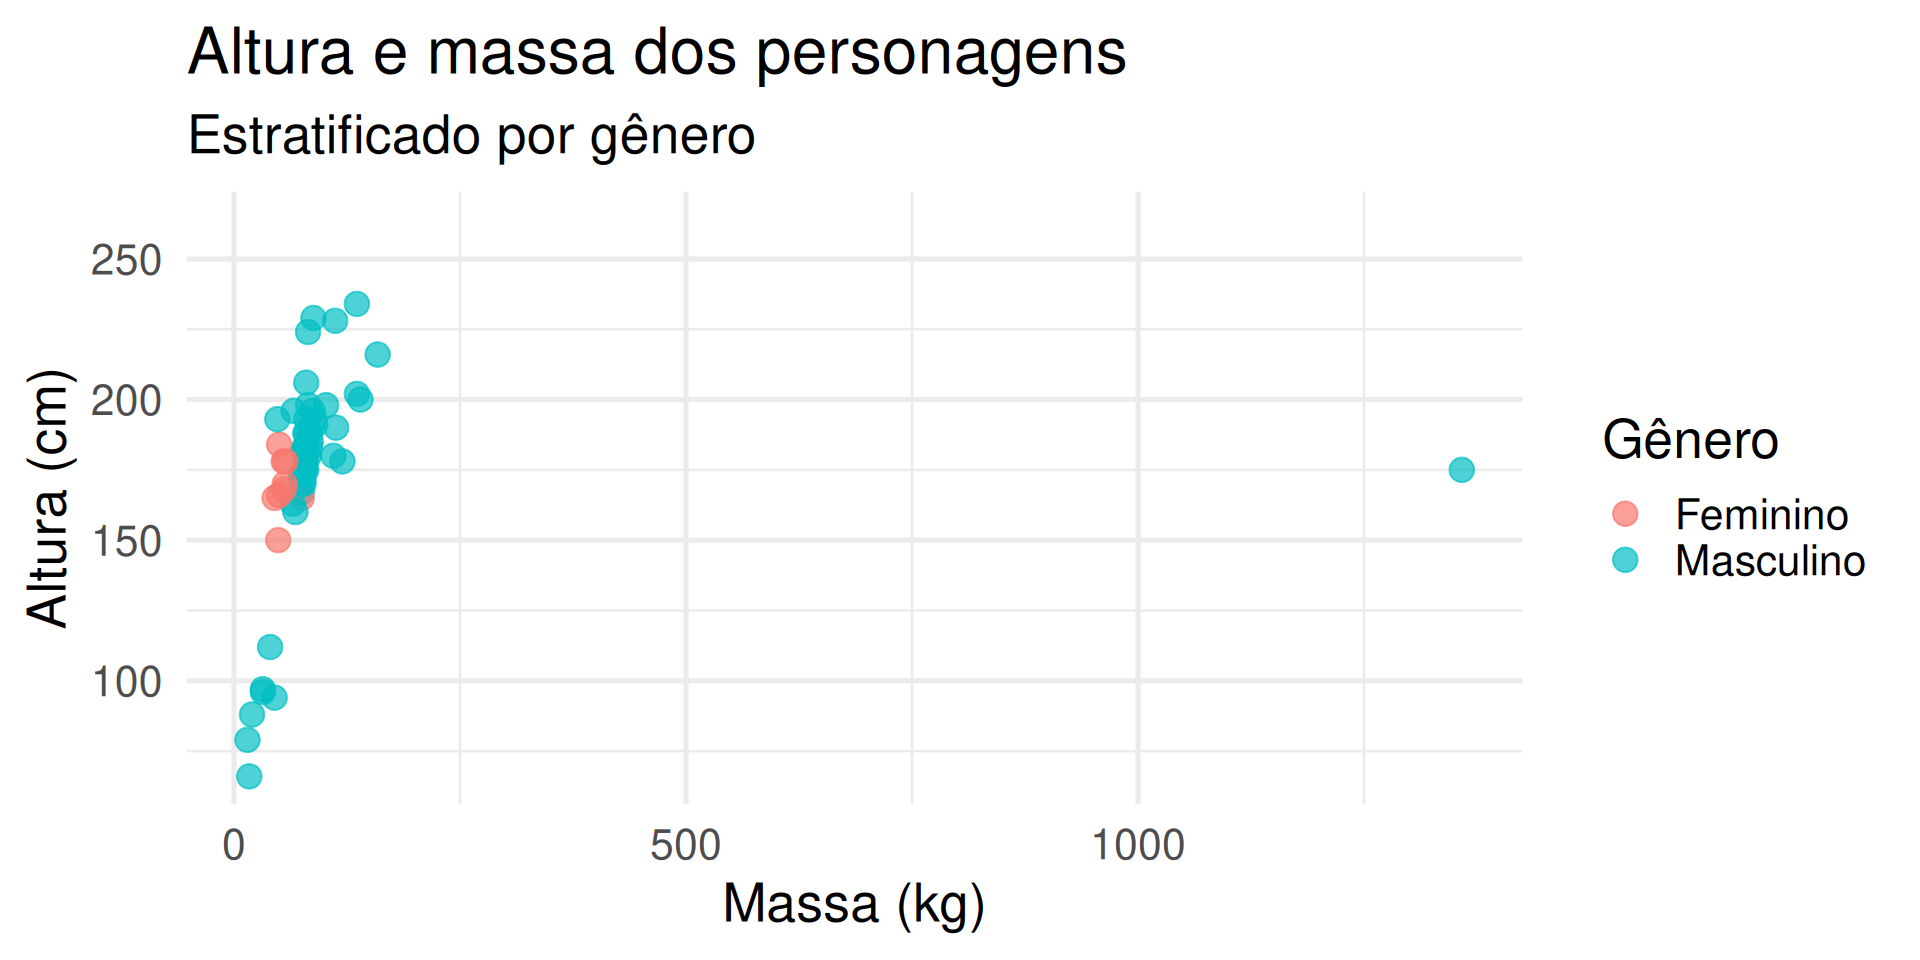 Altura e massa dos personagens
Estratificado por gênero
250
200
150
100
Altura (cm)
0 500 1000
Massa (kg)
Gênero
Feminino
Masculino